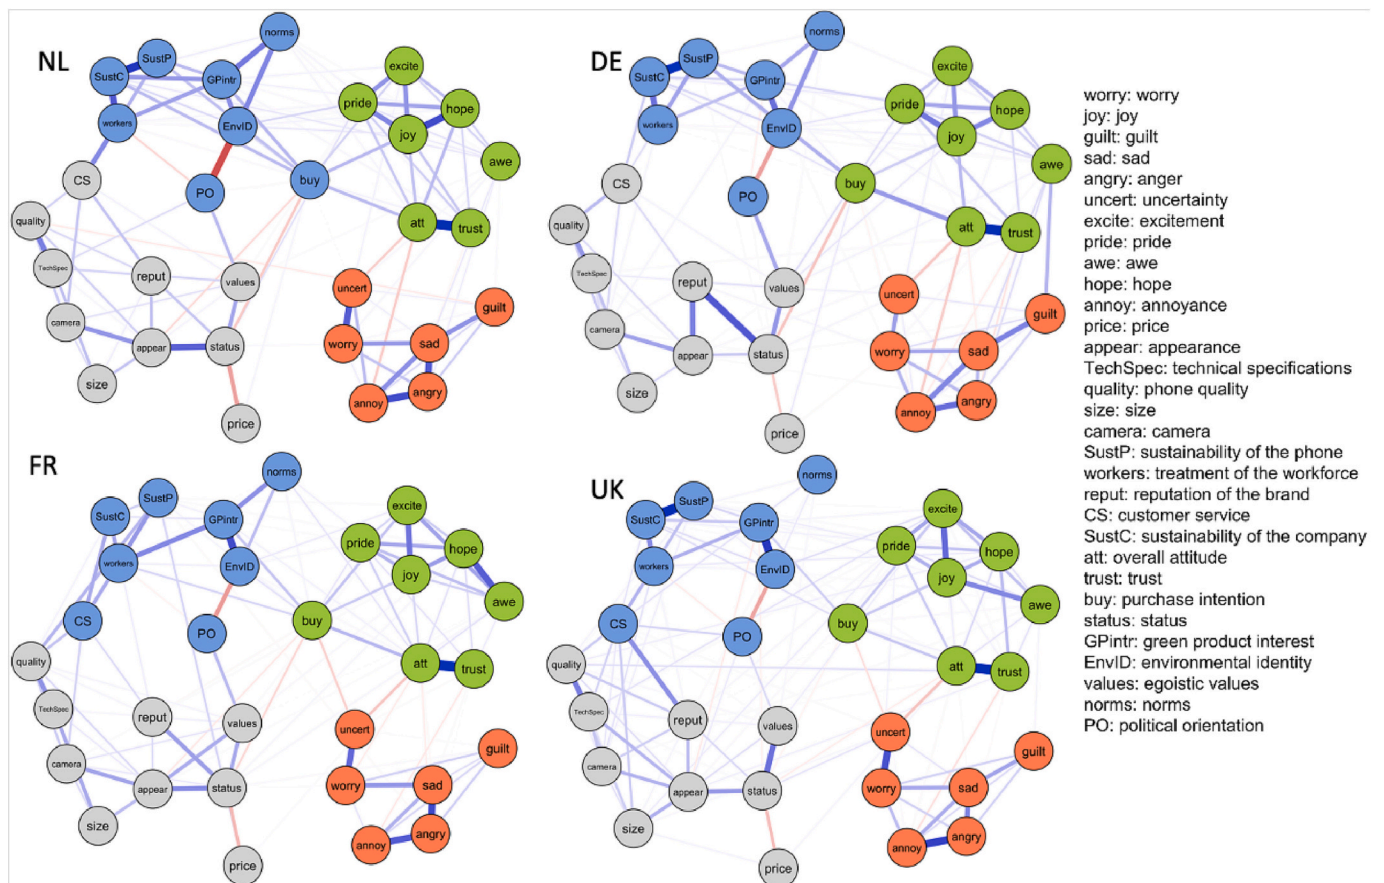 NL
norms
SustP
SustC
GPintr
workers
EnvID
excite
pride
hope
joy
awe
CS
PO
buy
quality
att
trust
TechSpec
reput
values
uncert
guilt
camera
appear
status
worry
sad
size
annoy
angry
price
DE
norms
SustP
SustC
GPintr
workers
EnvID
excite
pride
hope
joy
awe
CS
PO
buy
quality
att
trust
TechSpec
reput
values
uncert
guilt
camera
appear
status
worry
sad
size
annoy
angry
price
FR
norms
SustP
SustC
GPintr
workers
EnvID
excite
pride
hope
joy
awe
CS
PO
buy
quality
att
trust
TechSpec
reput
values
uncert
guilt
camera
appear
status
worry
sad
size
annoy
angry
price
UK
norms
SustP
SustC
GPintr
workers
EnvID
excite
pride
hope
joy
awe
CS
PO
buy
quality
att
trust
TechSpec
reput
values
uncert
guilt
camera
appear
status
worry
sad
size
annoy
angry
price
worry: worry
joy: joy
guilt: guilt
sad: sad
angry: anger
uncert: uncertainty
excite: excitement
pride: pride
awe: awe
hope: hope
annoy: annoyance
price: price
appear: appearance
TechSpec: technical specifications
quality: phone quality
size: size
camera: camera
SustP: sustainability of the phone
workers: treatment of the workforce
reput: reputation of the brand
CS: customer service
SustC: sustainability of the company
att: overall attitude
trust: trust
buy: purchase intention
status: status
GPintr: green product interest
EnvID: environmental identity
values: egoistic values
norms: norms
PO: political orientation